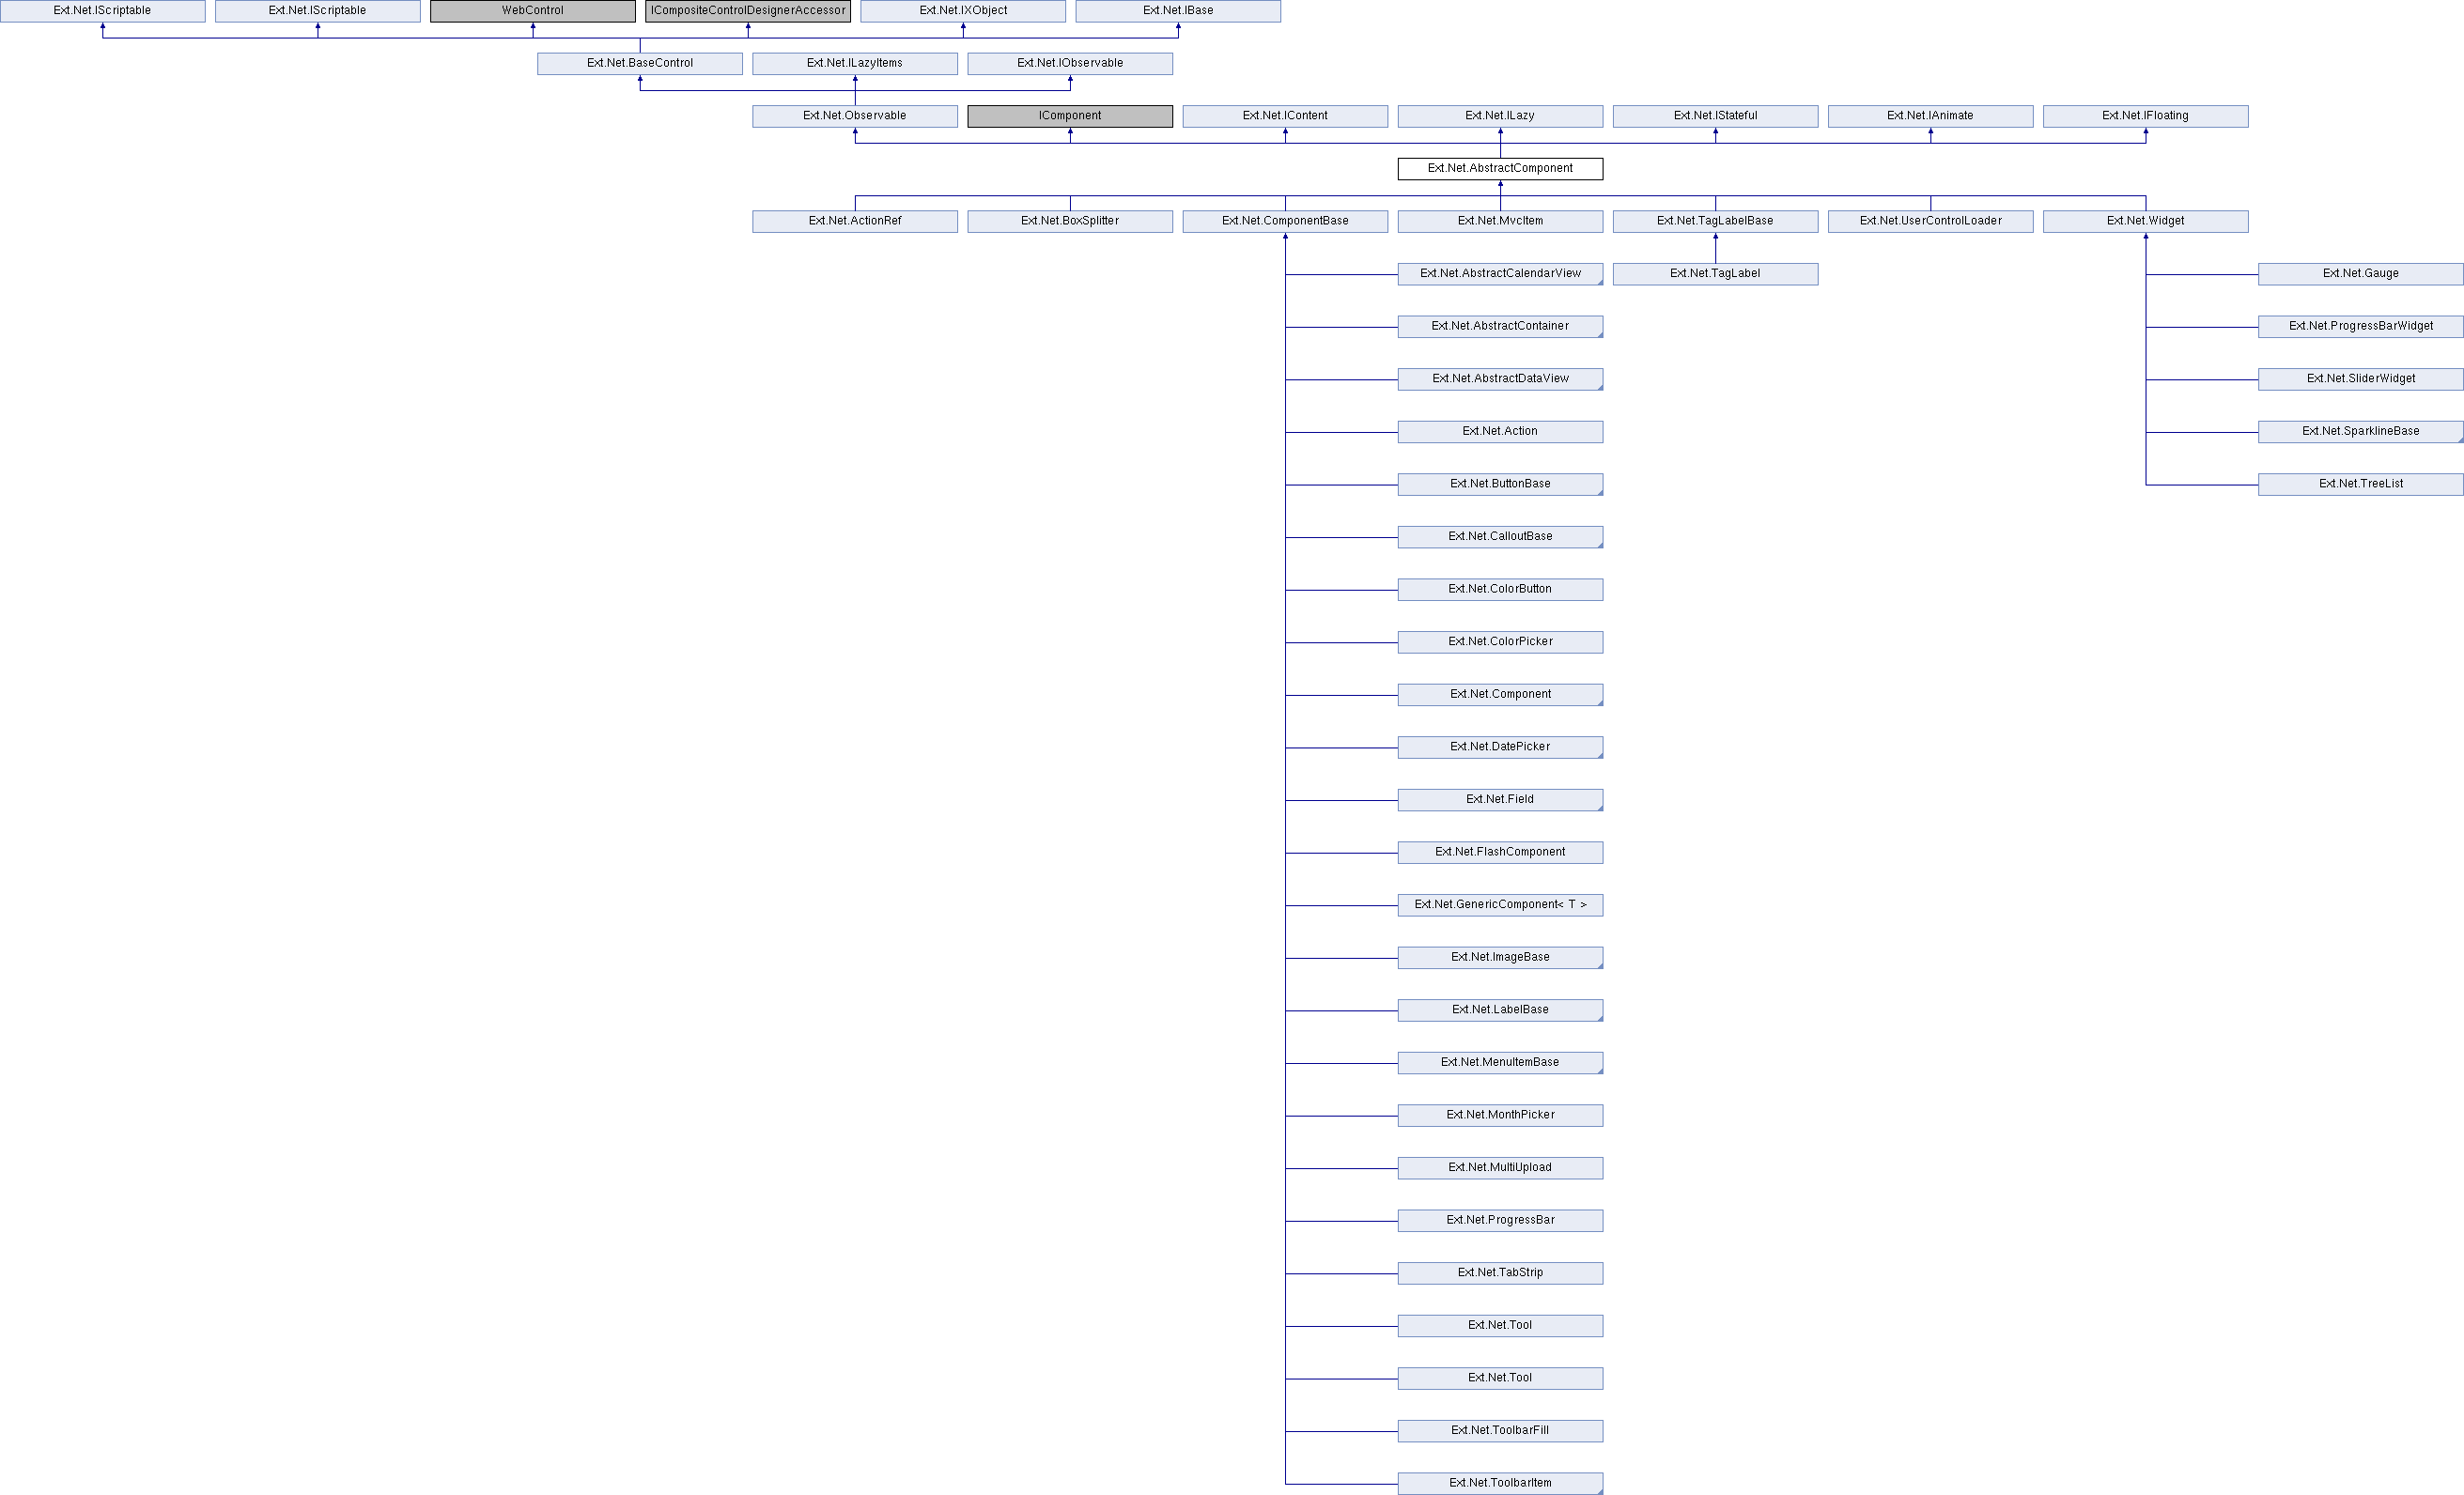 Ext.Net.IScriptable
Ext.Net.IScriptable
WebControl
ICompositeControlDesignerAccessor
Ext.Net.IXObject
Ext.Net.IBase
Ext.Net.BaseControl
Ext.Net.ILazyItems
Ext.Net.IObservable
Ext.Net.Observable
IComponent
Ext.Net.IContent
Ext.Net.ILazy
Ext.Net.IStateful
Ext.Net.IAnimate
Ext.Net.IFloating
Ext.Net.AbstractComponent
Ext.Net.ActionRef
Ext.Net.BoxSplitter
Ext.Net.ComponentBase
Ext.Net.MvcItem
Ext.Net.TagLabelBase
Ext.Net.UserControlLoader
Ext.Net.Widget
Ext.Net.AbstractCalendarView
Ext.Net.TagLabel
Ext.Net.Gauge
Ext.Net.AbstractContainer
Ext.Net.ProgressBarWidget
Ext.Net.AbstractDataView
Ext.Net.SliderWidget
Ext.Net.Action
Ext.Net.SparklineBase
Ext.Net.ButtonBase
Ext.Net.TreeList
Ext.Net.CalloutBase
Ext.Net.ColorButton
Ext.Net.ColorPicker
Ext.Net.Component
Ext.Net.DatePicker
Ext.Net.Field
Ext.Net.FlashComponent
Ext.Net.GenericComponent< T >
Ext.Net.ImageBase
Ext.Net.LabelBase
Ext.Net.MenuItemBase
Ext.Net.MonthPicker
Ext.Net.MultiUpload
Ext.Net.ProgressBar
Ext.Net.TabStrip
Ext.Net.Tool
Ext.Net.Tool
Ext.Net.ToolbarFill
Ext.Net.ToolbarItem